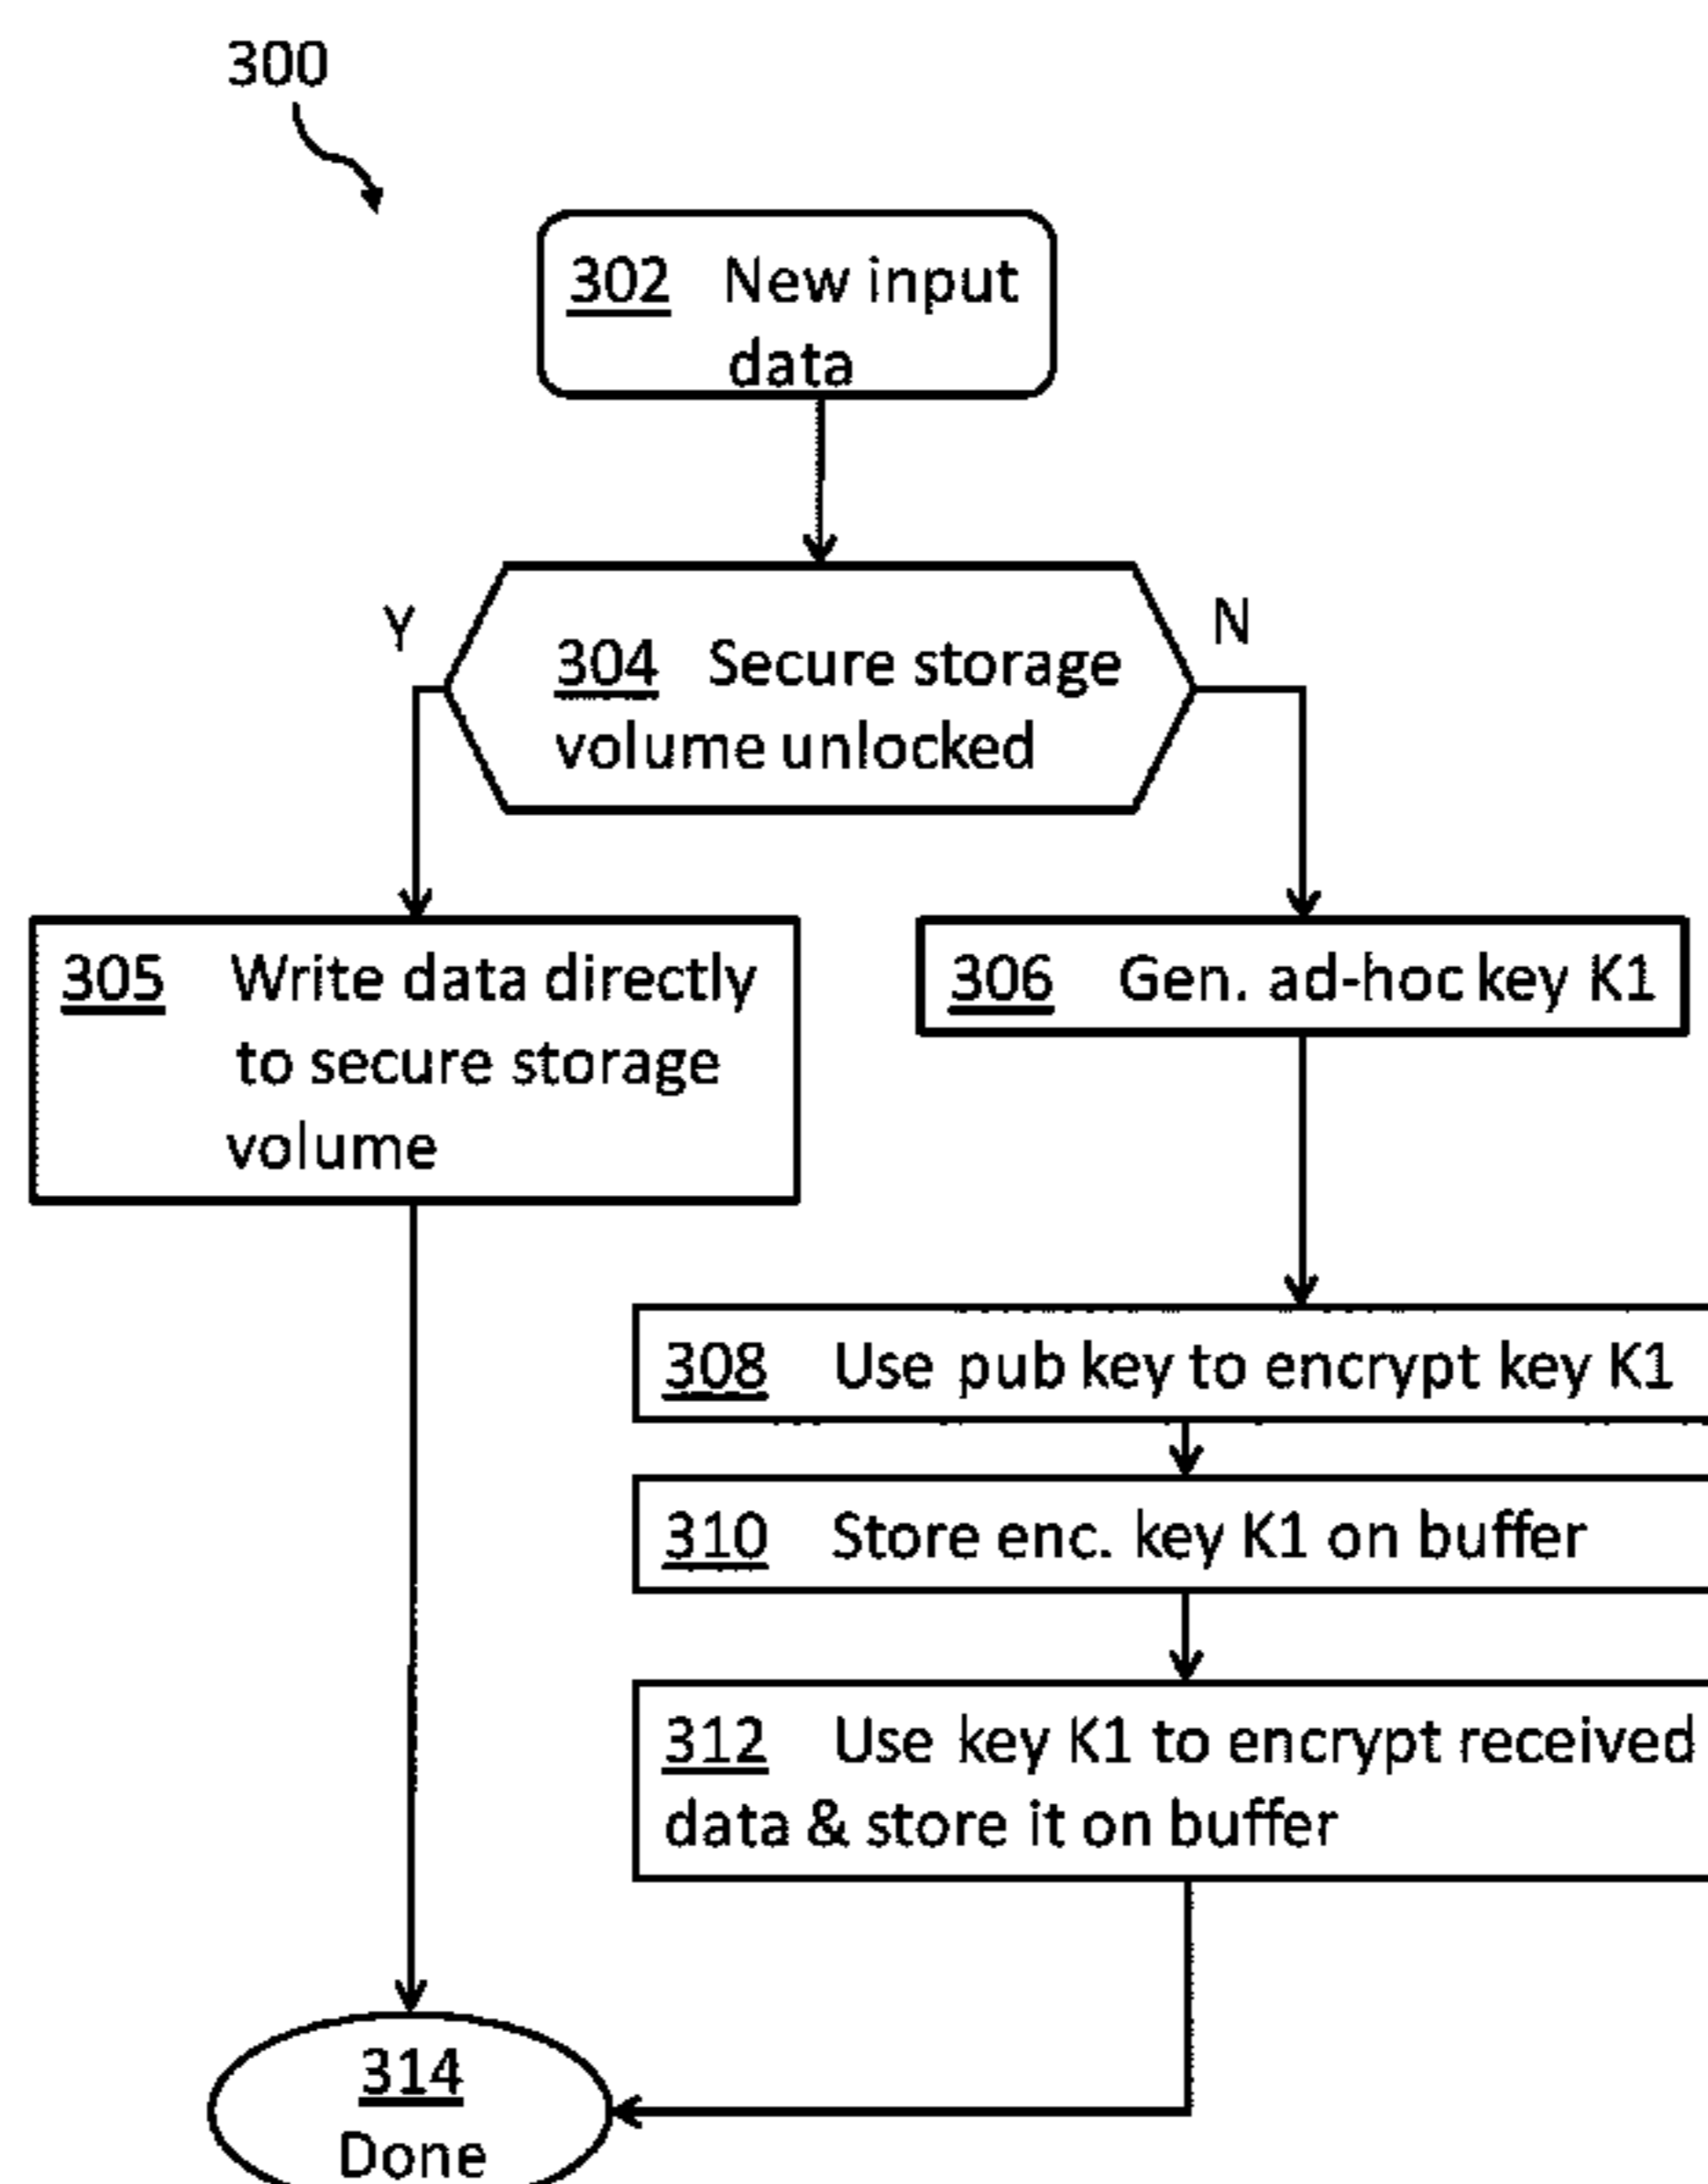 300
302 New input
data
Y
N
304 Secure storage
volume unlocked
305 Write data directly
to secure storage
volume
306 Gen. ad-hoc key K1
308 Use pub key to encrypt key K1
310 Store enc. key K1 on buffer
312 Use key K1 to encrypt received
data & store it on buffer
314
Done